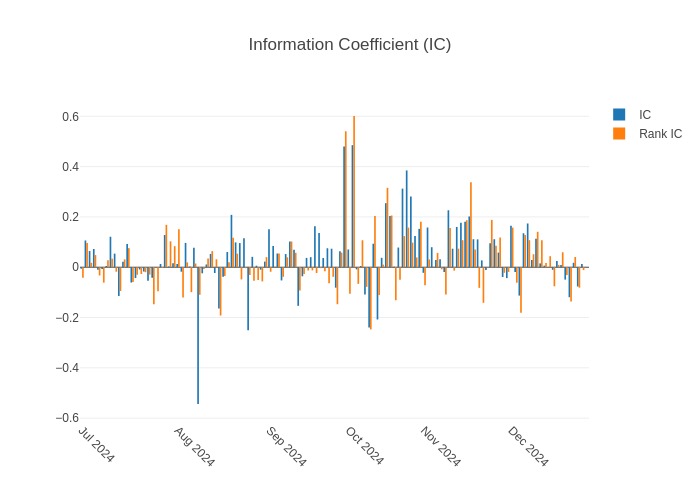 Information Coefficient (IC)
IC
Rank IC
0.6
0.4
0.2
0
−0.2
−0.4
−0.6
Jul 2024
Aug 2024
Sep 2024
Oct 2024
Nov 2024
Dec 2024